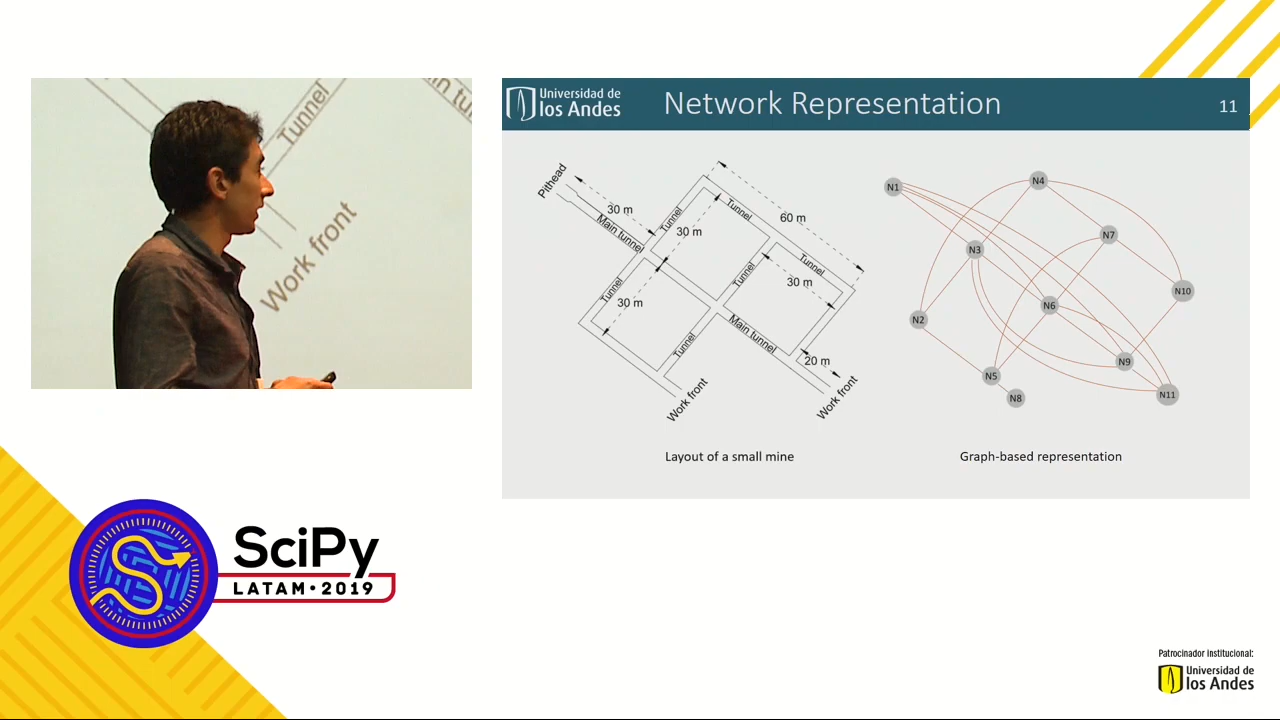 Tunnel
in tu
Work front
Universidad de
los Andes
Network Representation
11
Pithead
30 m
Main tunnel
Tunnel
30 m
Tunnel
60 m
Tunnel
Tunnel
30 m
Tunnel
30 m
Tunnel
Main tunnel
20 m
Work front
Work front
Layout of a small mine
N1
N4
N7
N3
N10
N6
N2
N9
N5
N8
N11
Graph-based representation
SciPy
LATAM•2019
Patrocinador institucional:
Universidad de
los Andes